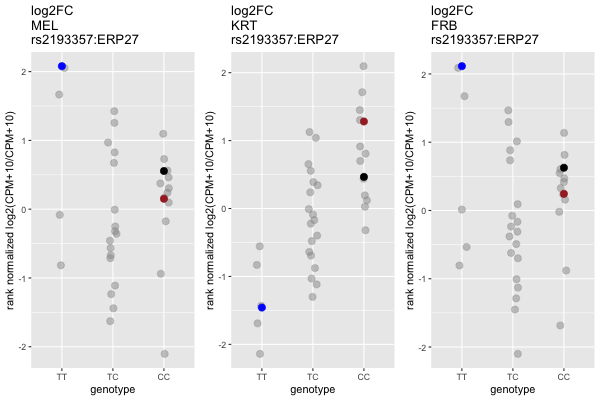 log2FC
MEL
rs2193357:ERP27
rank normalized log2(CPM+10/CPM+10)
2
1
0
-1
-2
TT
TC
CC
genotype
log2FC
KRT
rs2193357:ERP27
rank normalized log2(CPM+10/CPM+10)
2
1
0
-1
-2
TT
TC
CC
genotype
log2FC
FRB
rs2193357:ERP27
rank normalized log2(CPM+10/CPM+10)
2
1
0
-1
-2
TT
TC
CC
genotype